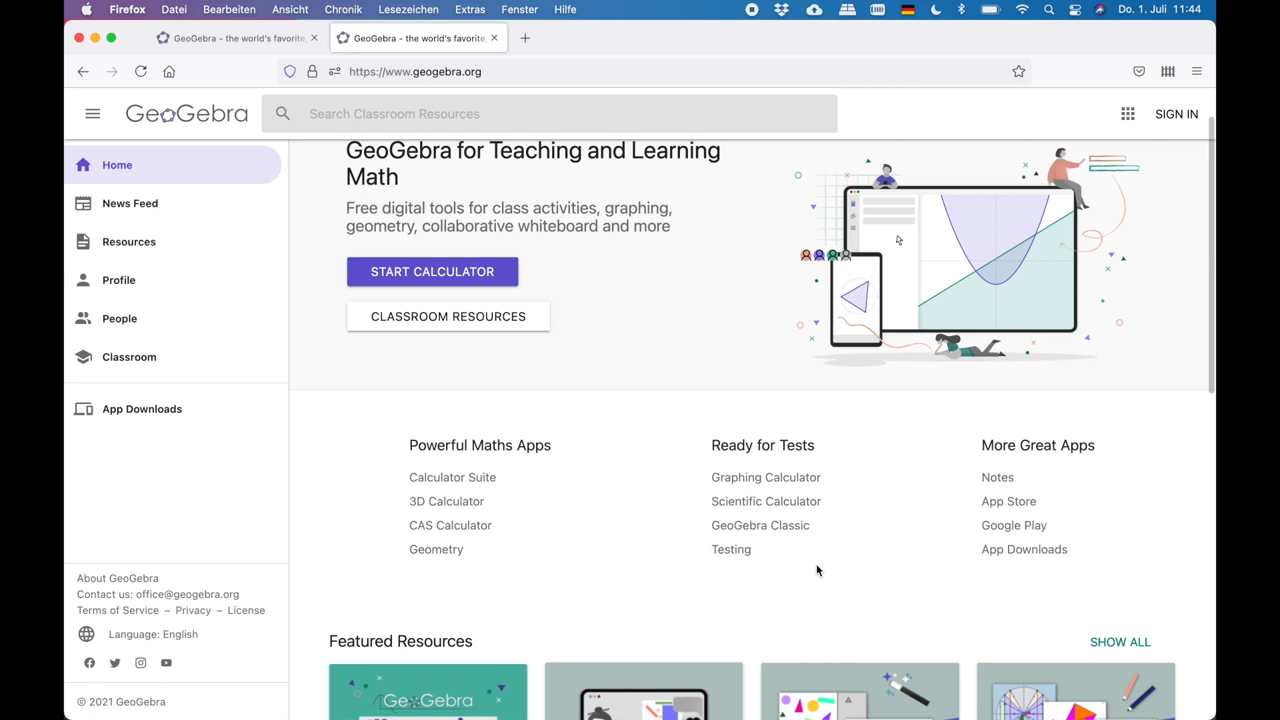 Firefox Datei Bearbeiten Ansicht Chronik Lesezeichen Extras Fenster Hilfe Do. 1. Juli 11:44
GeoGebra - the world's favorite, GeoGebra - the world's favorite,
https://www.geogebra.org
GeoGebra Search Classroom Resources SIGN IN
Home
News Feed
Resources
Profile
People
Classroom
App Downloads
About GeoGebra
Contact us: office@geogebra.org
Terms of Service – Privacy – License
Language: English
© 2021 GeoGebra
GeoGebra for Teaching and Learning
Math
Free digital tools for class activities, graphing,
geometry, collaborative whiteboard and more
START CALCULATOR
CLASSROOM RESOURCES
Powerful Maths Apps
Calculator Suite
3D Calculator
CAS Calculator
Geometry
Ready for Tests
Graphing Calculator
Scientific Calculator
GeoGebra Classic
Testing
More Great Apps
Notes
App Store
Google Play
App Downloads
Featured Resources SHOW ALL
GeoGebra